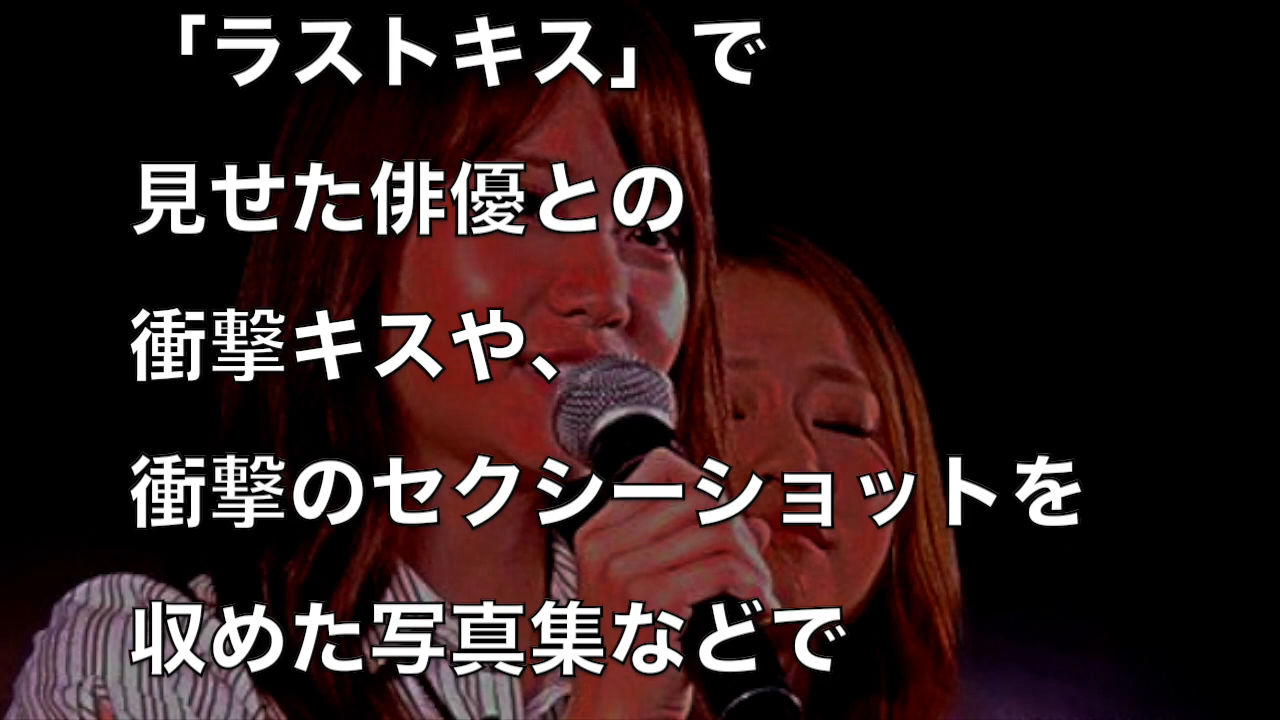 「ラストキス」で
見せた俳優との
衝撃キスや、
衝撃のセクシーショットを
収めた写真集などで